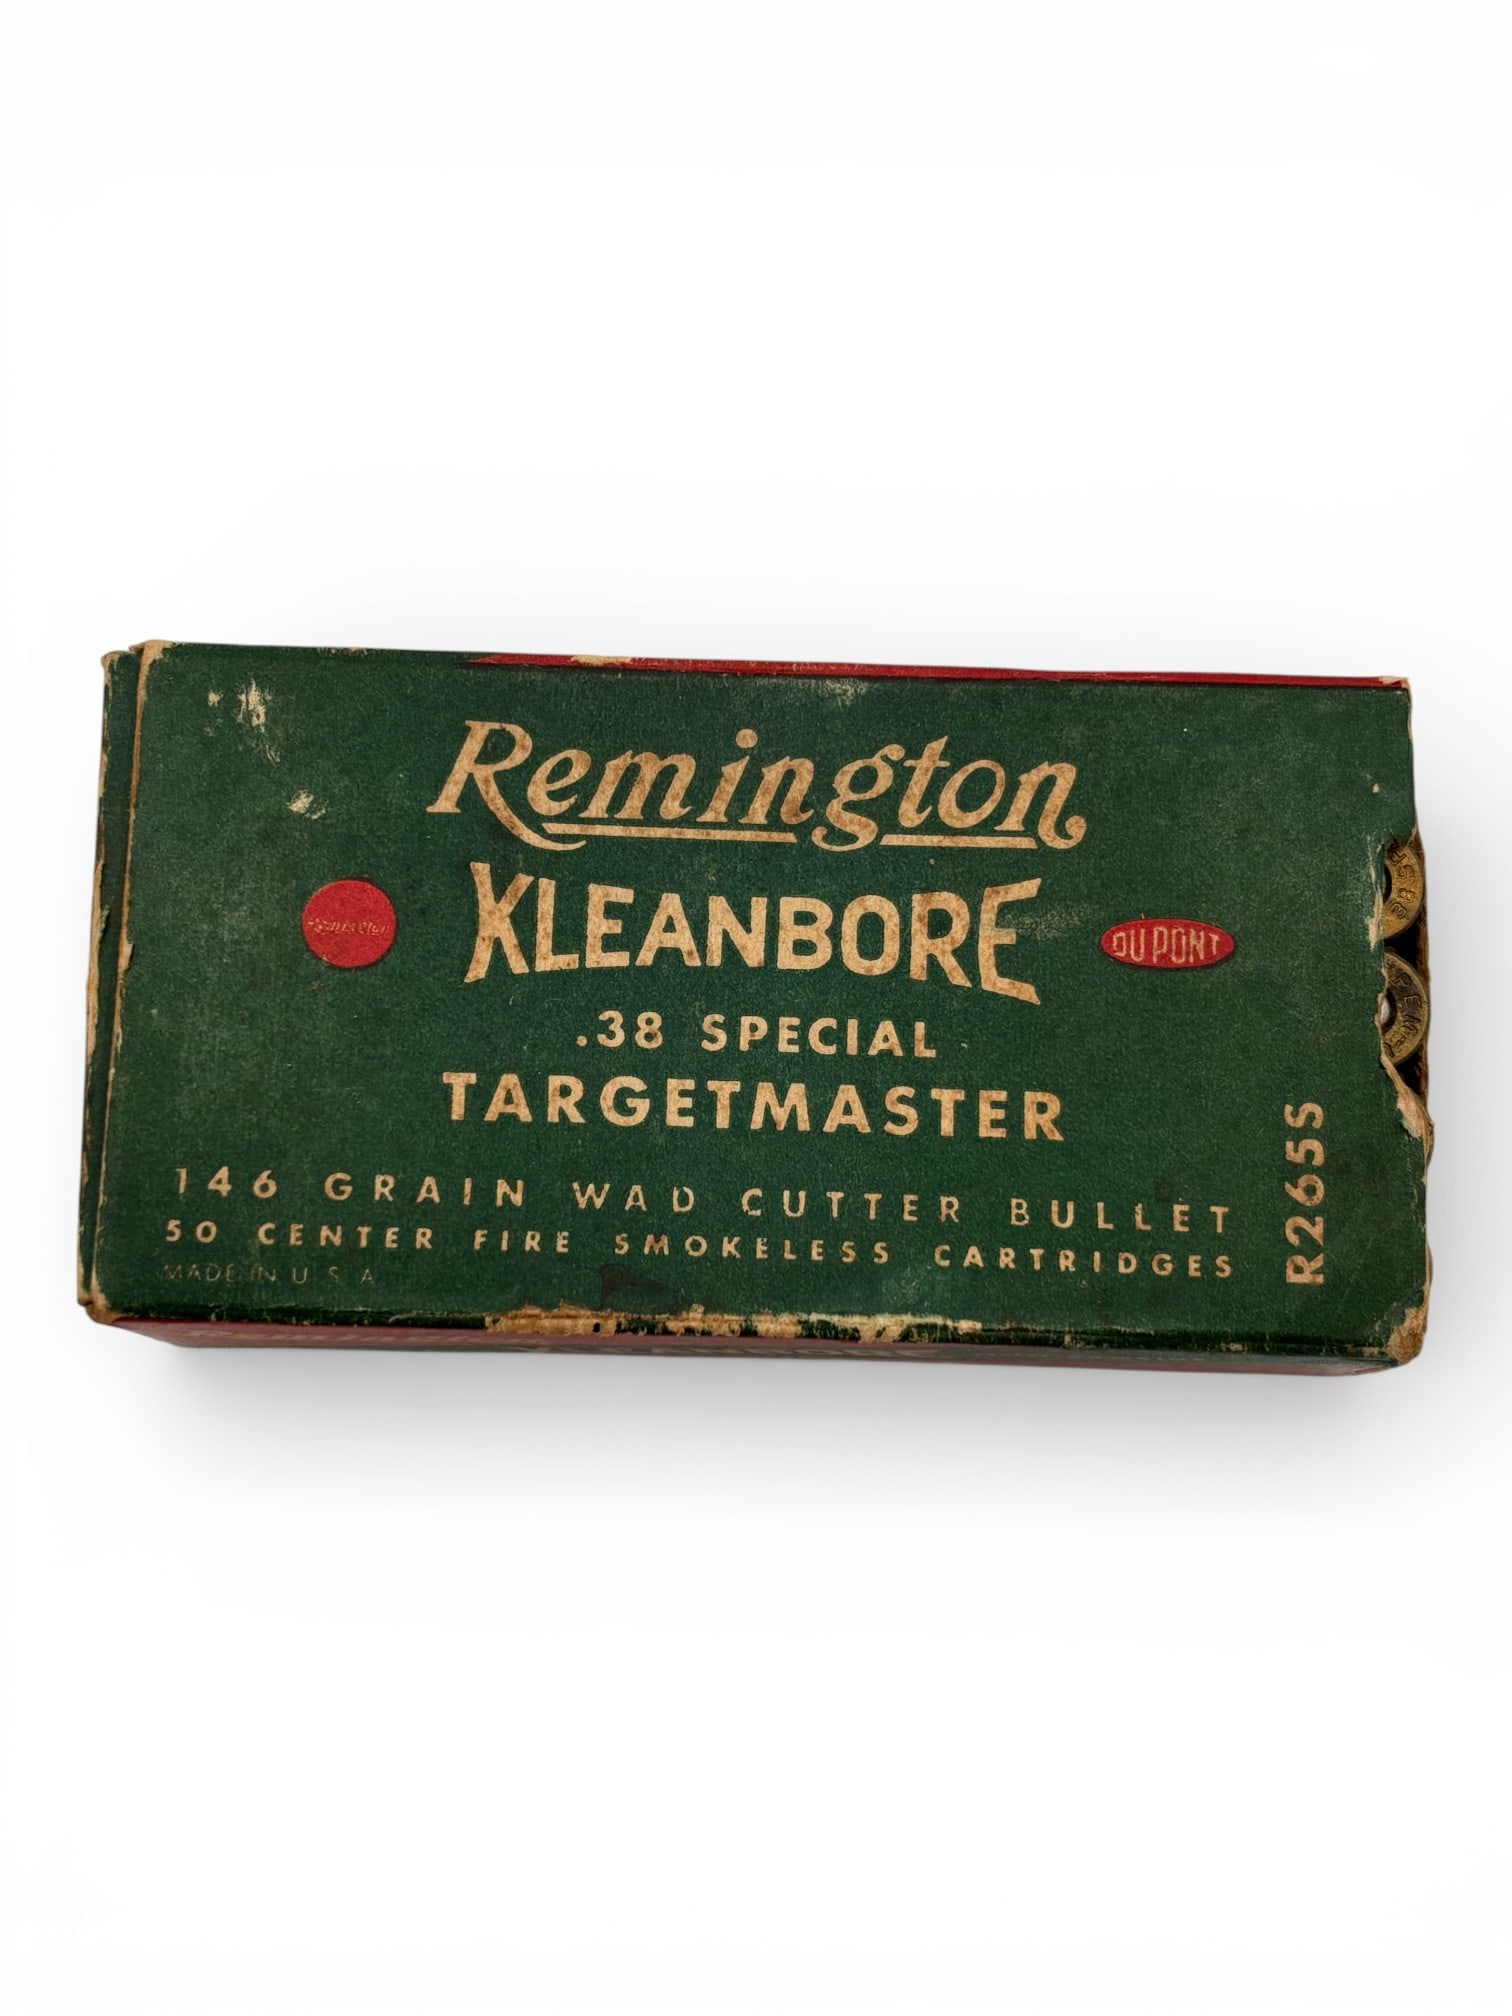 Remington
KLEANBORE
Remington
DU PONT
.38 SPECIAL
TARGETMASTER
146 GRAIN WAD CUTTER BULLET
50 CENTER FIRE SMOKELESS CARTRIDGES
MADE IN U.S.A.
R265S